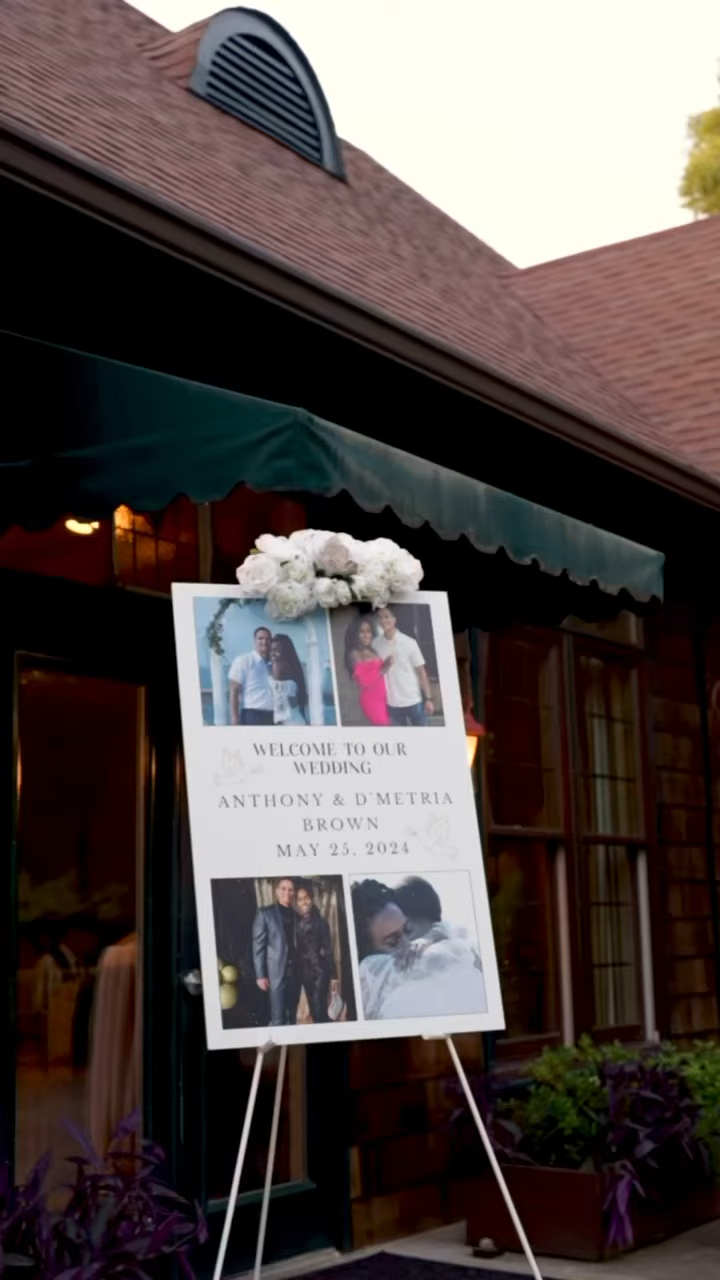 WELCOME TO OUR
WEDDING
ANTHONY & D'METRIA
BROWN
MAY 25, 2024